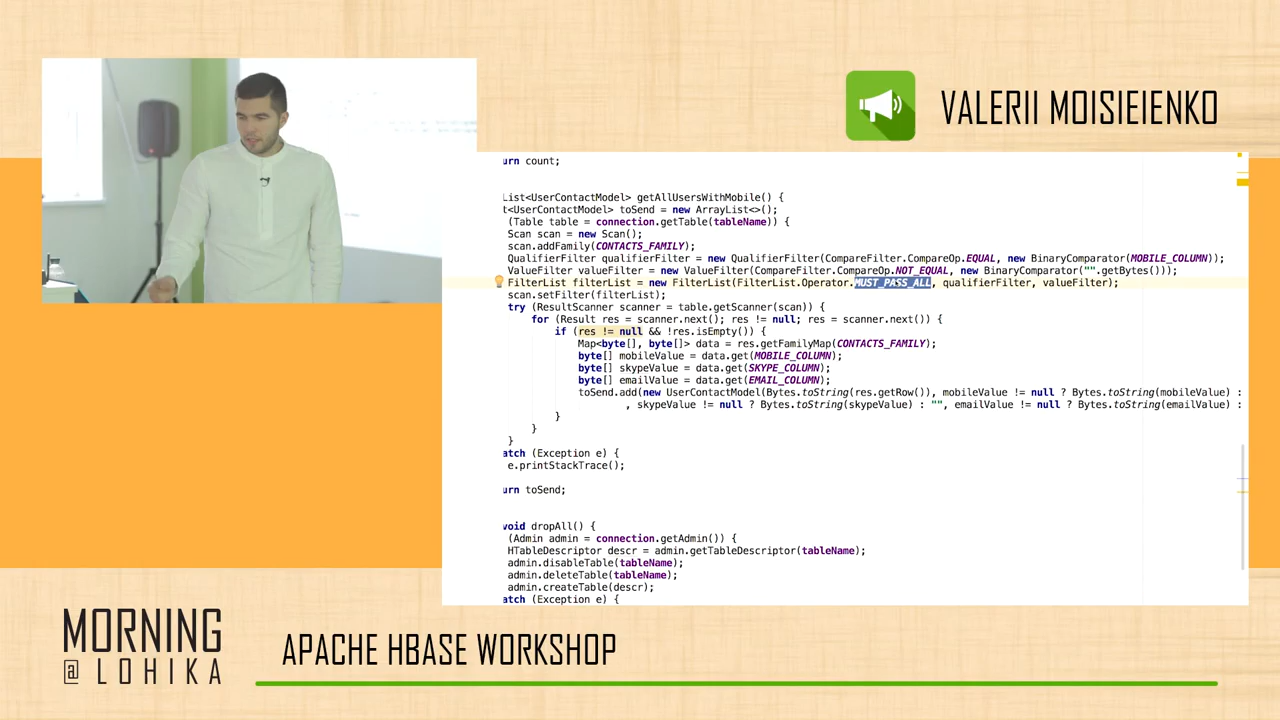 VALERII MOISIEIENKO
urn count;
List<UserContactModel> getAllUsersWithMobile() {
t<UserContactModel> toSend = new ArrayList<>();
(Table table = connection.getTable(tableName)) {
Scan scan = new Scan();
scan.addFamily(CONTACTS_FAMILY);
QualifierFilter qualifierFilter = new QualifierFilter(CompareFilter.CompareOp.EQUAL, new BinaryComparator(MOBILE_COLUMN));
ValueFilter valueFilter = new ValueFilter(CompareFilter.CompareOp.NOT_EQUAL, new BinaryComparator("".getBytes()));
FilterList filterList = new FilterList(FilterList.Operator.MUST_PASS_ALL, qualifierFilter, valueFilter);
scan.setFilter(filterList);
try (ResultScanner scanner = table.getScanner(scan)) {
for (Result res = scanner.next(); res != null; res = scanner.next()) {
if (res != null && !res.isEmpty()) {
Map<byte[], byte[]> data = res.getFamilyMap(CONTACTS_FAMILY);
byte[] mobileValue = data.get(MOBILE_COLUMN);
byte[] skypeValue = data.get(SKYPE_COLUMN);
byte[] emailValue = data.get(EMAIL_COLUMN);
toSend.add(new UserContactModel(Bytes.toString(res.getRow()), mobileValue != null ? Bytes.toString(mobileValue) :
, skypeValue != null ? Bytes.toString(skypeValue) : "", emailValue != null ? Bytes.toString(emailValue) :
}
}
}
atch (Exception e) {
e.printStackTrace();
urn toSend;
void dropAll() {
(Admin admin = connection.getAdmin()) {
HTableDescriptor descr = admin.getTableDescriptor(tableName);
admin.disableTable(tableName);
admin.deleteTable(tableName);
admin.createTable(descr);
atch (Exception e) {
MORNING
@ LOHIKA
APACHE HBASE WORKSHOP